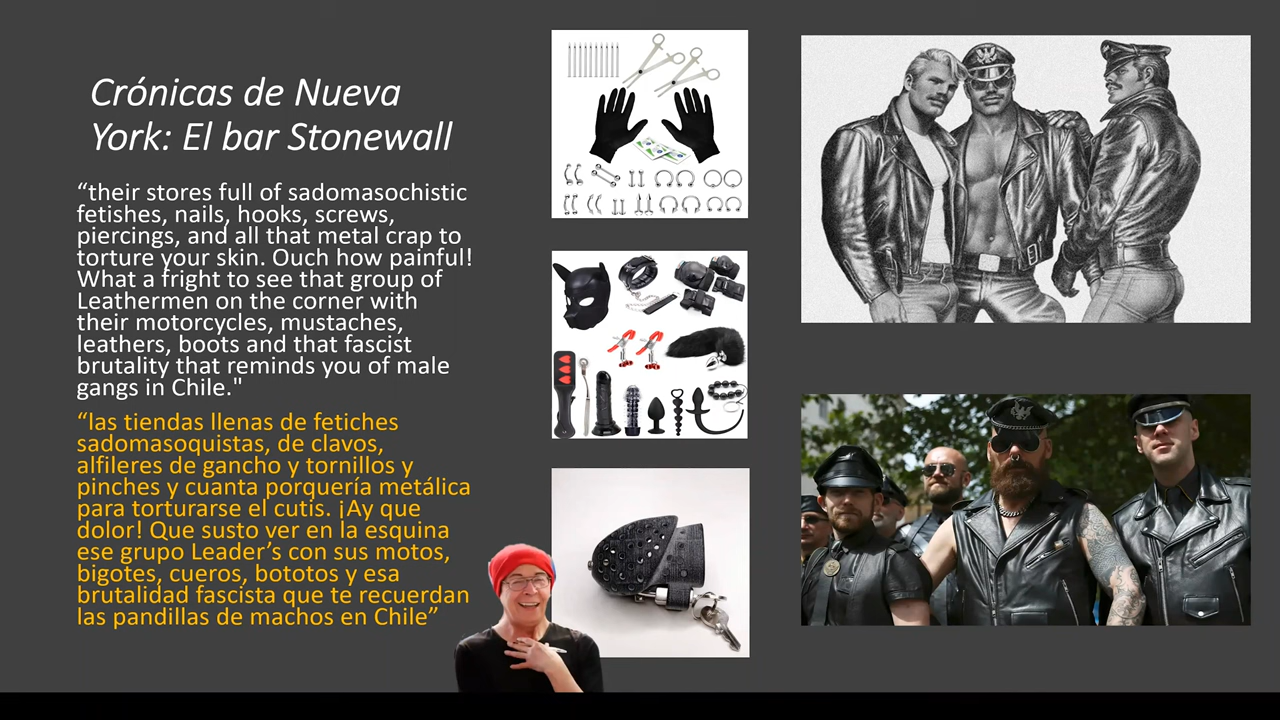 Crónicas de Nueva
York: El bar Stonewall
“their stores full of sadomasochistic
fetishes, nails, hooks, screws,
piercings, and all that metal crap to
torture your skin. Ouch how painful!
What a fright to see that group of
Leathermen on the corner with
their motorcycles, mustaches,
leathers, boots and that fascist
brutality that reminds you of male
gangs in Chile."
“las tiendas llenas de fetiches
sadomasoquistas, de clavos,
alfileres de gancho y tornillos y
pinches y cuanta porquería metálica
para torturarse el cutis. ¡Ay que
dolor! Que susto ver en la esquina
ese grupo Leader’s con sus motos,
bigotes, cueros, bototos y esa
brutalidad fascista que te recuerdan
las pandillas de machos en Chile”